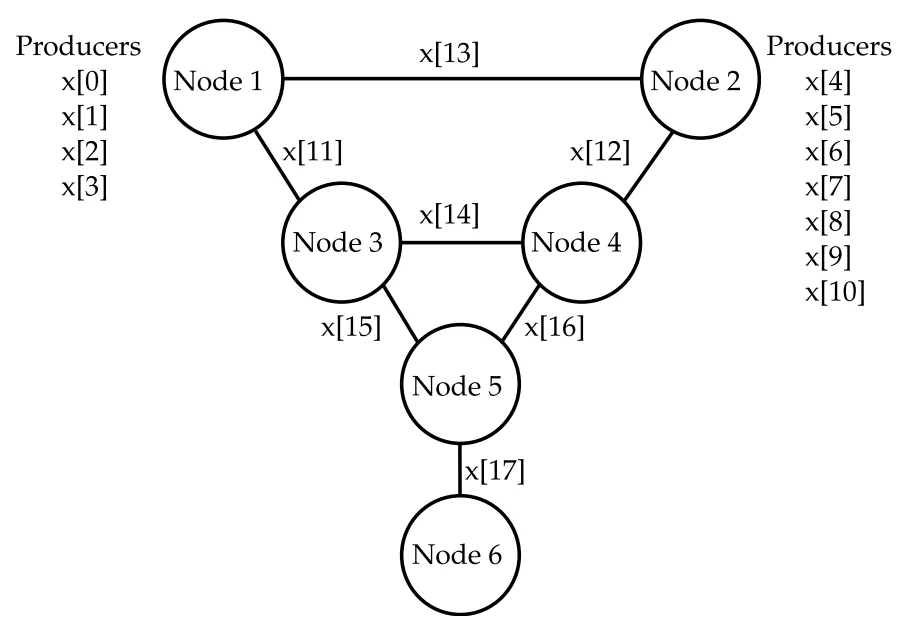 Producers
x[0]
x[1]
x[2]
x[3]
Node 1
x[13]
Node 2
Producers
x[4]
x[5]
x[6]
x[7]
x[8]
x[9]
x[10]
x[11]
x[12]
Node 3
x[14]
Node 4
x[15]
x[16]
Node 5
x[17]
Node 6